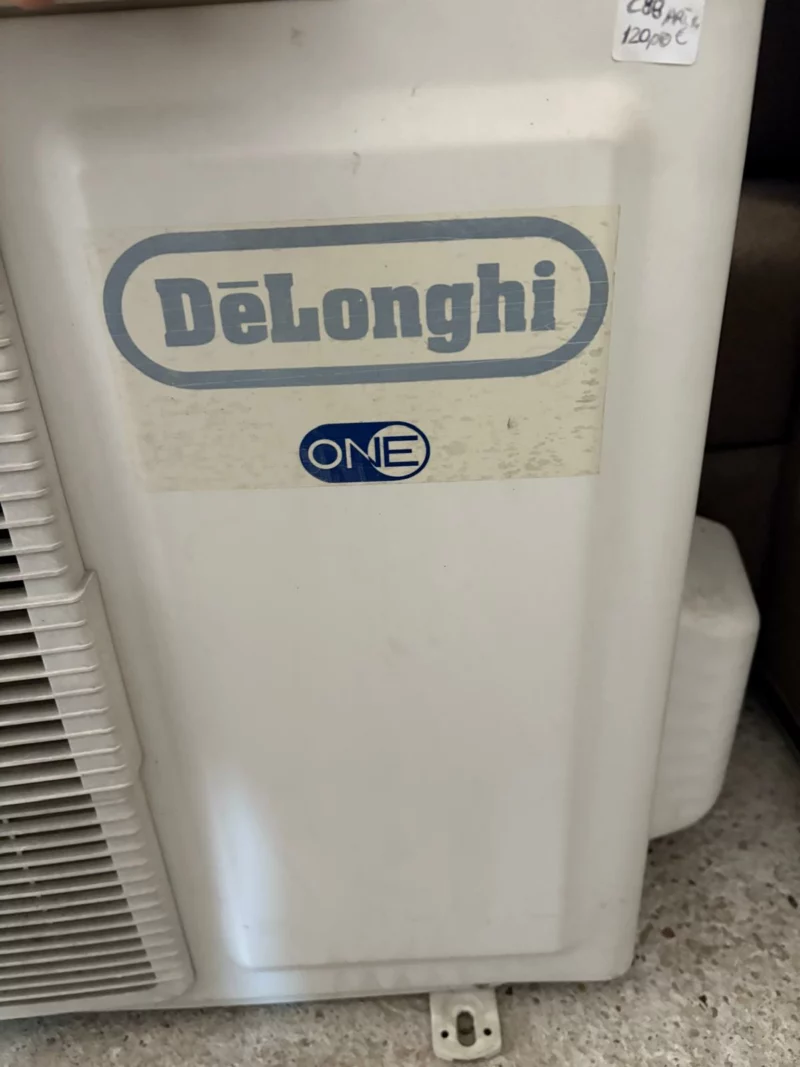 120,00 €
DēLonghi
ONE